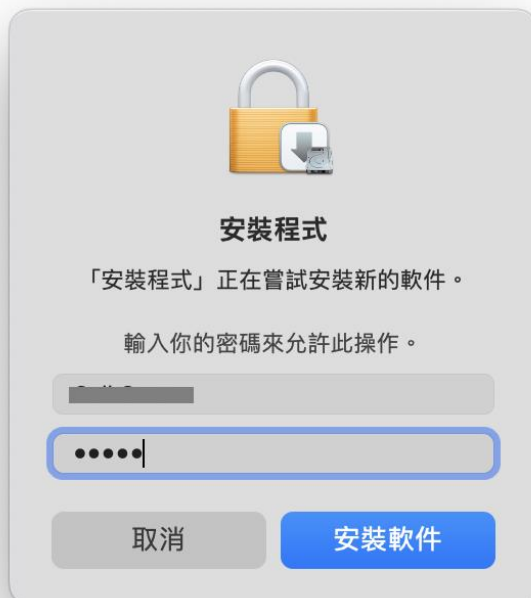 安裝程式
「安裝程式」正在嘗試安裝新的軟件。
輸入你的密碼來允許此操作。
•••••
取消
安裝軟件